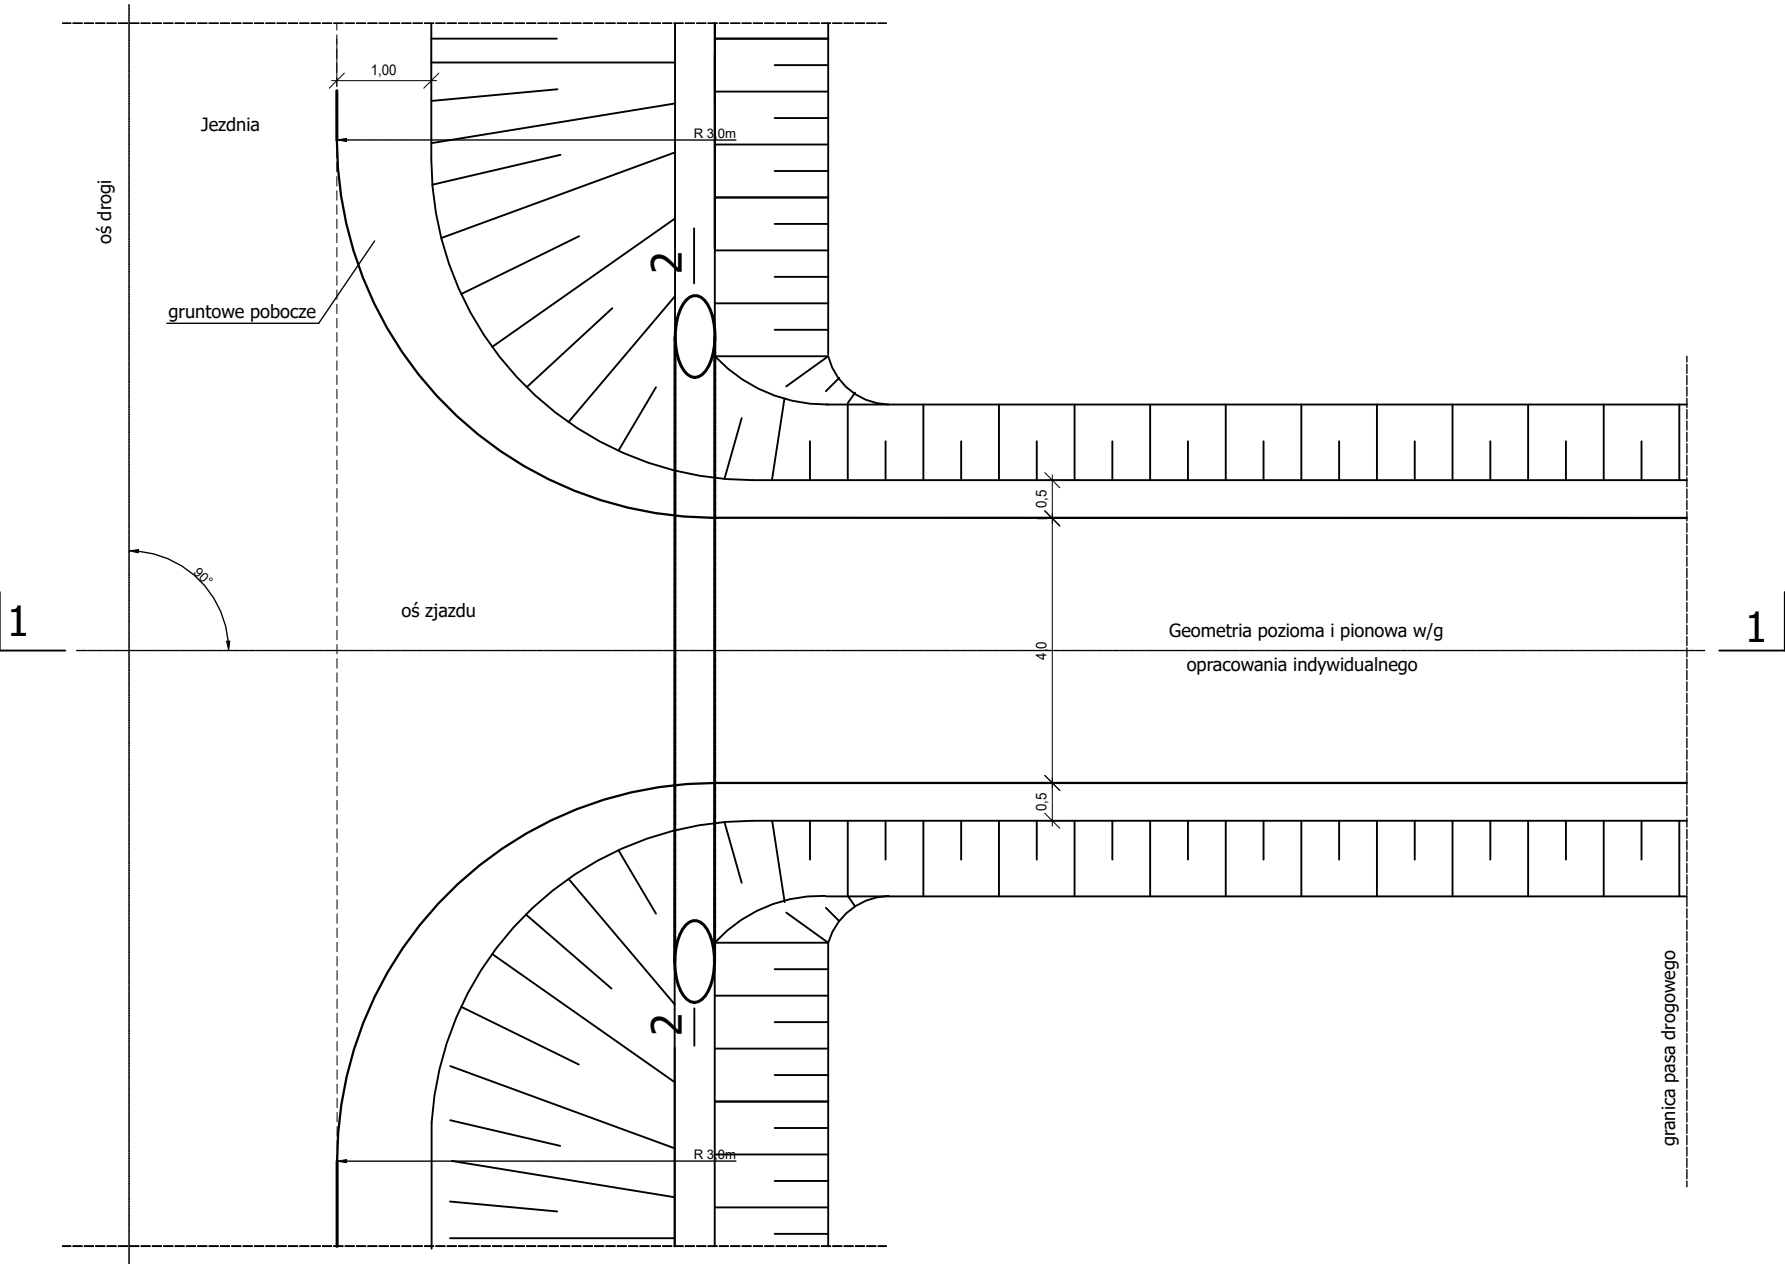 1,00
Jezdnia
R 3,0m
oś drogi
2
gruntowe pobocze
0,5
90°
1
oś zjazdu
4,0
Geometria pozioma i pionowa w/g
opracowania indywidualnego
1
0,5
2
granica pasa drogowego
R 3,0m